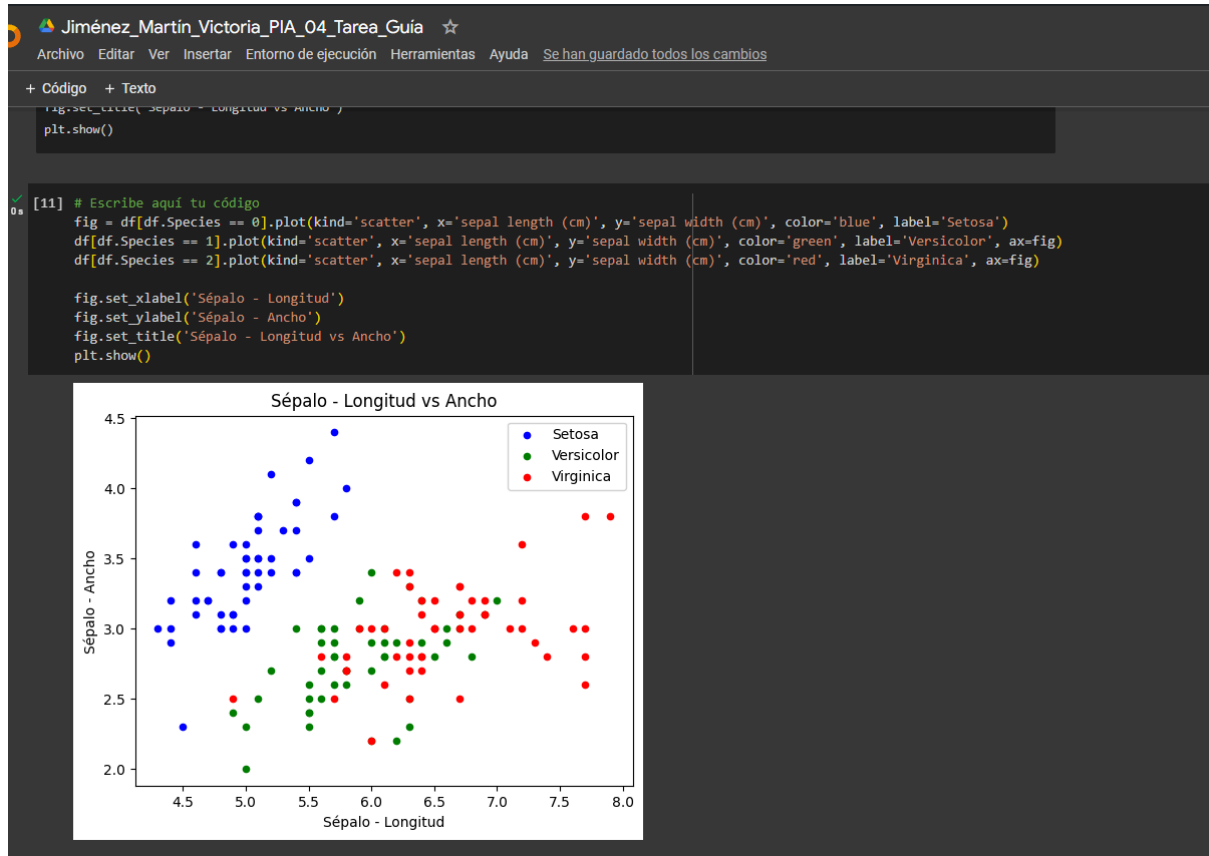 Jiménez_Martín_Victoria_PIA_04_Tarea_Guía
Archivo Editar Ver Insertar Entorno de ejecución Herramientas Ayuda Se han guardado todos los cambios
+ Código + Texto
fig.set_title('Sépalo - Longitud vs Ancho')
plt.show()
0 s [11] # Escribe aquí tu código
fig = df[df.Species == 0].plot(kind='scatter', x='sepal length (cm)', y='sepal width (cm)', color='blue', label='Setosa')
df[df.Species == 1].plot(kind='scatter', x='sepal length (cm)', y='sepal width (cm)', color='green', label='Versicolor', ax=fig)
df[df.Species == 2].plot(kind='scatter', x='sepal length (cm)', y='sepal width (cm)', color='red', label='Virginica', ax=fig)
fig.set_xlabel('Sépalo - Longitud')
fig.set_ylabel('Sépalo - Ancho')
fig.set_title('Sépalo - Longitud vs Ancho')
plt.show()
Sépalo - Longitud vs Ancho
Setosa
Versicolor
Virginica
4.5
4.0
3.5
3.0
2.5
2.0
Sépalo - Ancho
4.5 5.0 5.5 6.0 6.5 7.0 7.5 8.0
Sépalo - Longitud